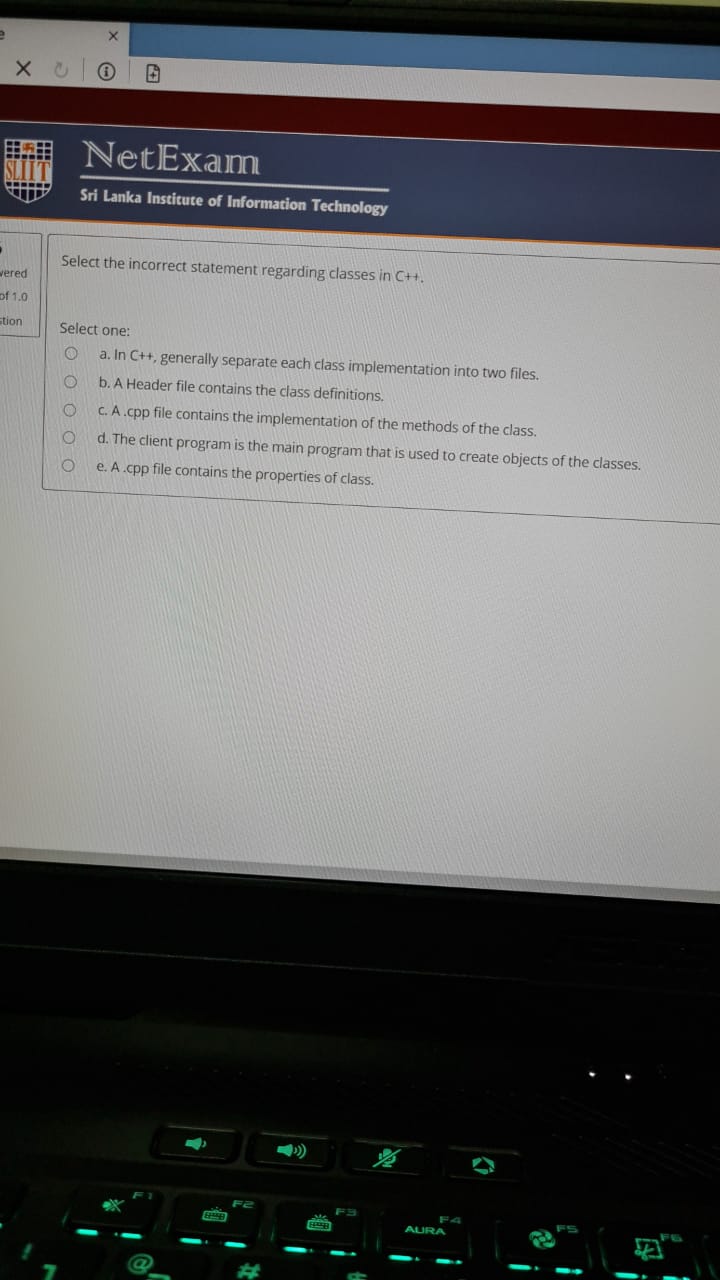 e
SLIIT
NetExam
Sri Lanka Institute of Information Technology
vered
of 1.0
stion
Select the incorrect statement regarding classes in C++.
Select one:
a. In C++, generally separate each class implementation into two files.
b. A Header file contains the class definitions.
c. A .cpp file contains the implementation of the methods of the class.
d. The client program is the main program that is used to create objects of the classes.
e. A .cpp file contains the properties of class.
F1
F2
F3
F4
AURA
F5
F6
!
1
@
#